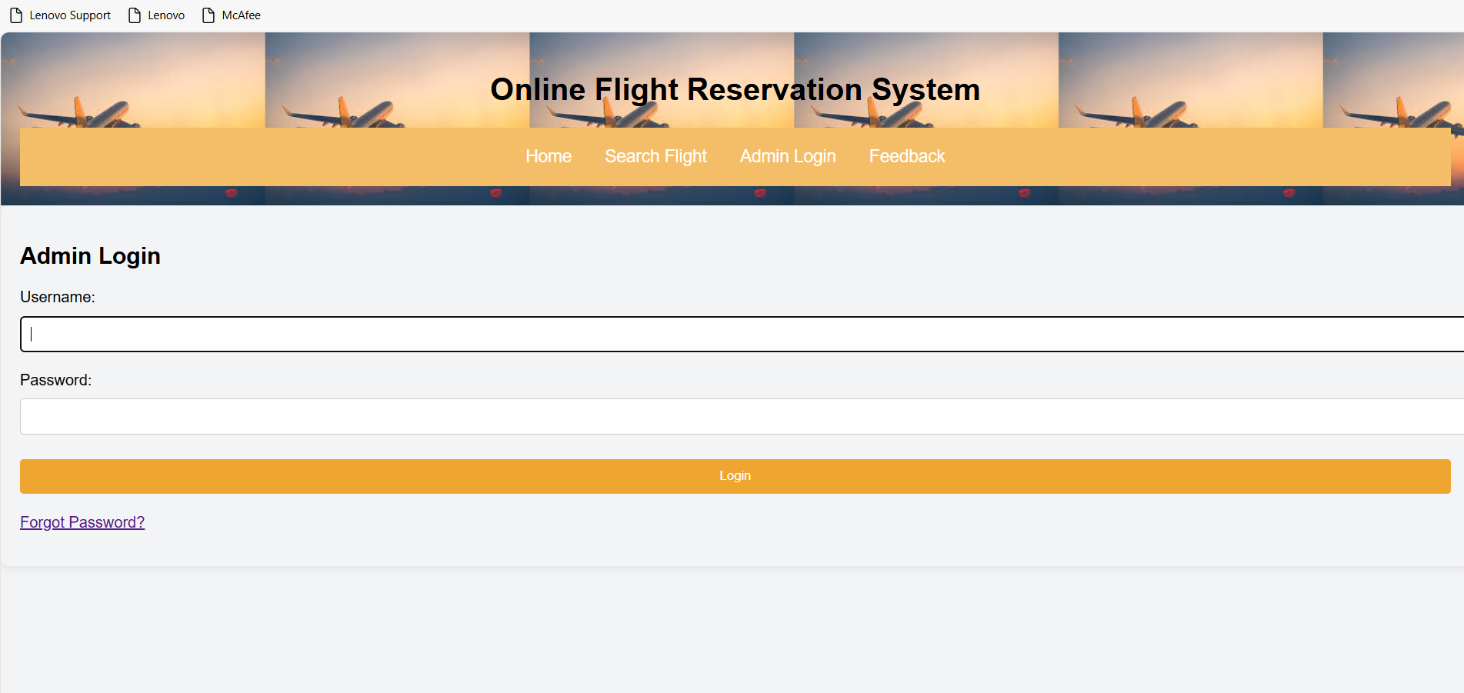 Lenovo Support Lenovo McAfee
Online Flight Reservation System
Home Search Flight Admin Login Feedback
Admin Login
Username:
Password:
Login
Forgot Password?